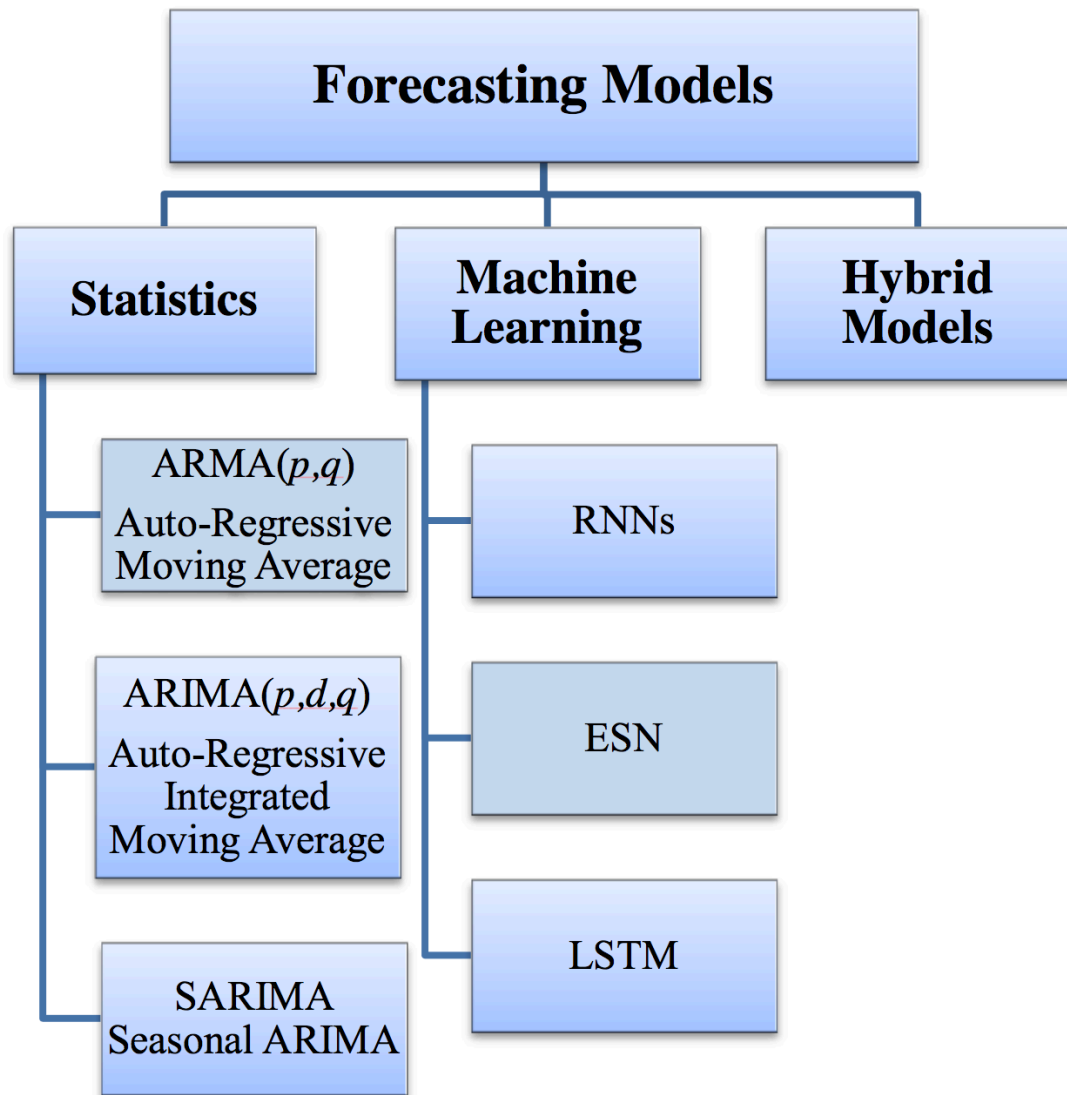 Forecasting Models
Statistics
Machine
Learning
Hybrid
Models
ARMA(p,q)
Auto-Regressive
Moving Average
ARIMA(p,d,q)
Auto-Regressive
Integrated
Moving Average
SARIMA
Seasonal ARIMA
RNNs
ESN
LSTM